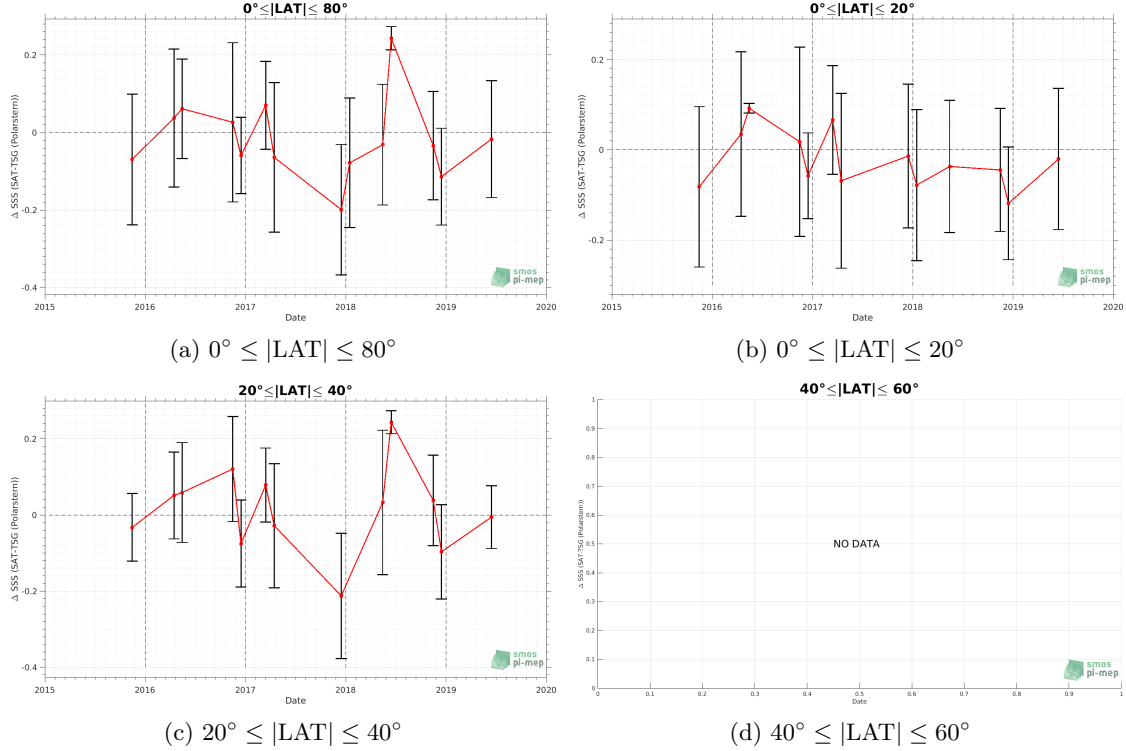 0°≤|LAT|≤ 80°
Δ SSS (SAT-TSG (Polarstern))
0.2
0
-0.2
-0.4
2015 2016 2017 2018 2019 2020
Date
smos
pi-mep
(a) 0° ≤ |LAT| ≤ 80°
0°≤|LAT|≤ 20°
Δ SSS (SAT-TSG (Polarstern))
0.2
0
-0.2
2015 2016 2017 2018 2019 2020
Date
smos
pi-mep
(b) 0° ≤ |LAT| ≤ 20°
20°≤|LAT|≤ 40°
Δ SSS (SAT-TSG (Polarstern))
0.2
0
-0.2
-0.4
2015 2016 2017 2018 2019 2020
Date
smos
pi-mep
(c) 20° ≤ |LAT| ≤ 40°
40°≤|LAT|≤ 60°
Δ SSS (SAT-TSG (Polarstern))
1
0.9
0.8
0.7
0.6
0.5
0.4
0.3
0.2
0.1
0
NO DATA
0 0.1 0.2 0.3 0.4 0.5 0.6 0.7 0.8 0.9 1
Date
smos
pi-mep
(d) 40° ≤ |LAT| ≤ 60°